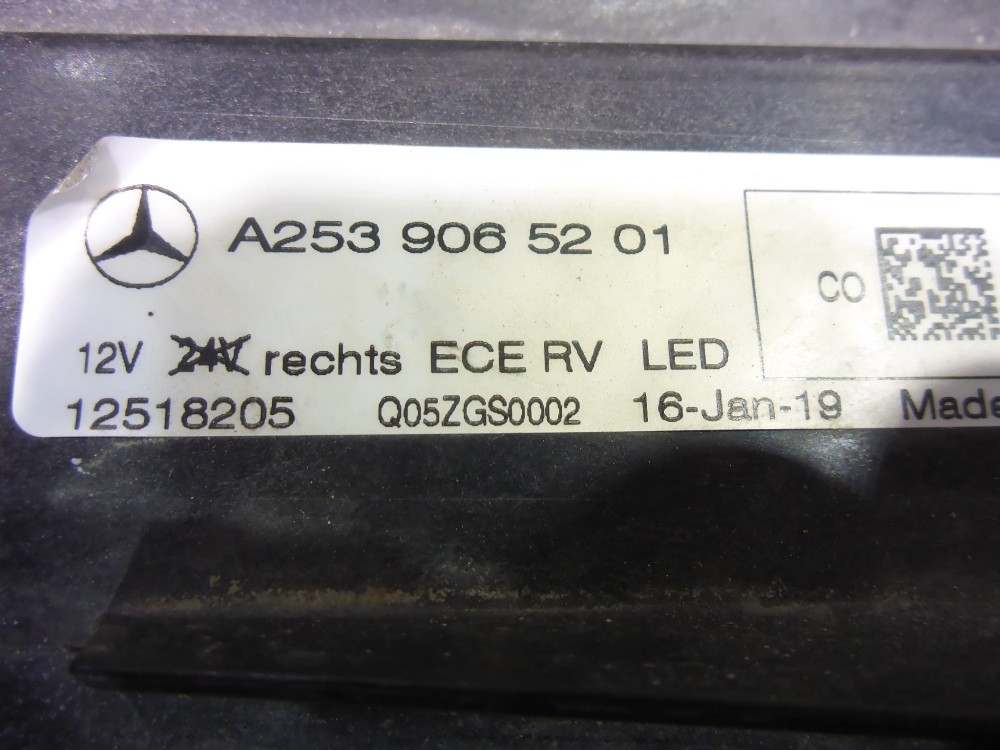 A253 906 52 01
CO
12V 24V rechts ECE RV LED
12518205 Q05ZGS0002 16-Jan-19 Made